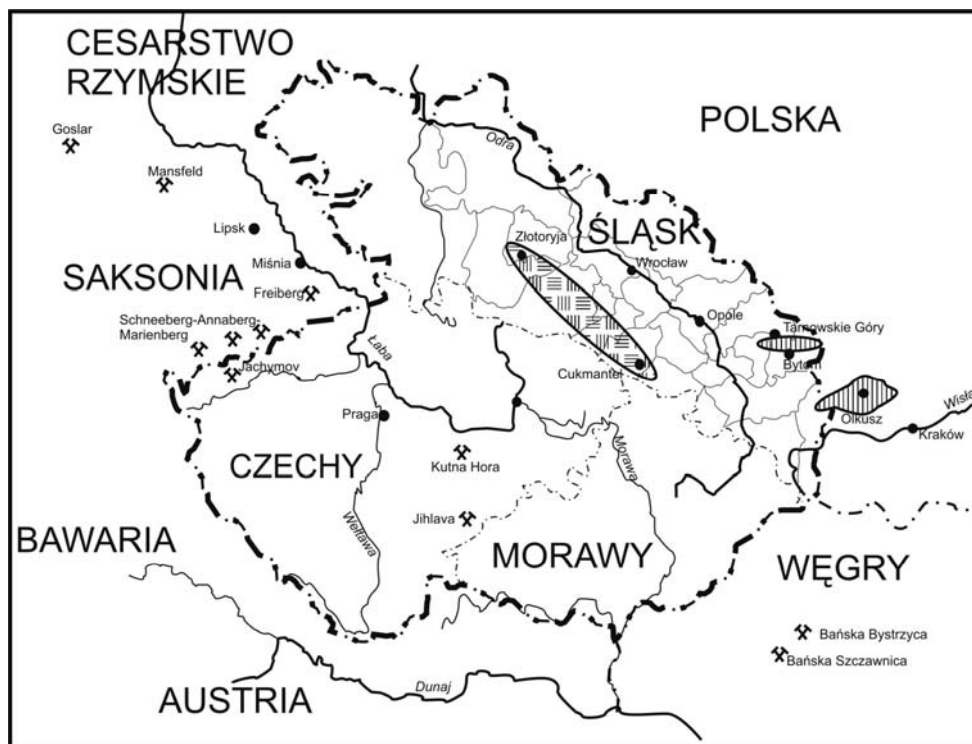 CESARSTWO
RZYMSKIE
POLSKA
Goslar
Odra
Mansfeld
Lipsk
Złotoryja
ŚLĄSK
Miśnia
Wrocław
SAKSONIA
Freiberg
Opole
Schneeberg-Annaberg-
Marienberg
Tarnowskie Góry
Łaba
Bytom
Jachymov
Cukmantel
Wisła
Olkusz
Praga
Kraków
Morawa
CZECHY
Kutna Hora
Wełtawa
Jihlava
BAWARIA
MORAWY
WĘGRY
Bańska Bystrzyca
Bańska Szczawnica
Dunaj
AUSTRIA